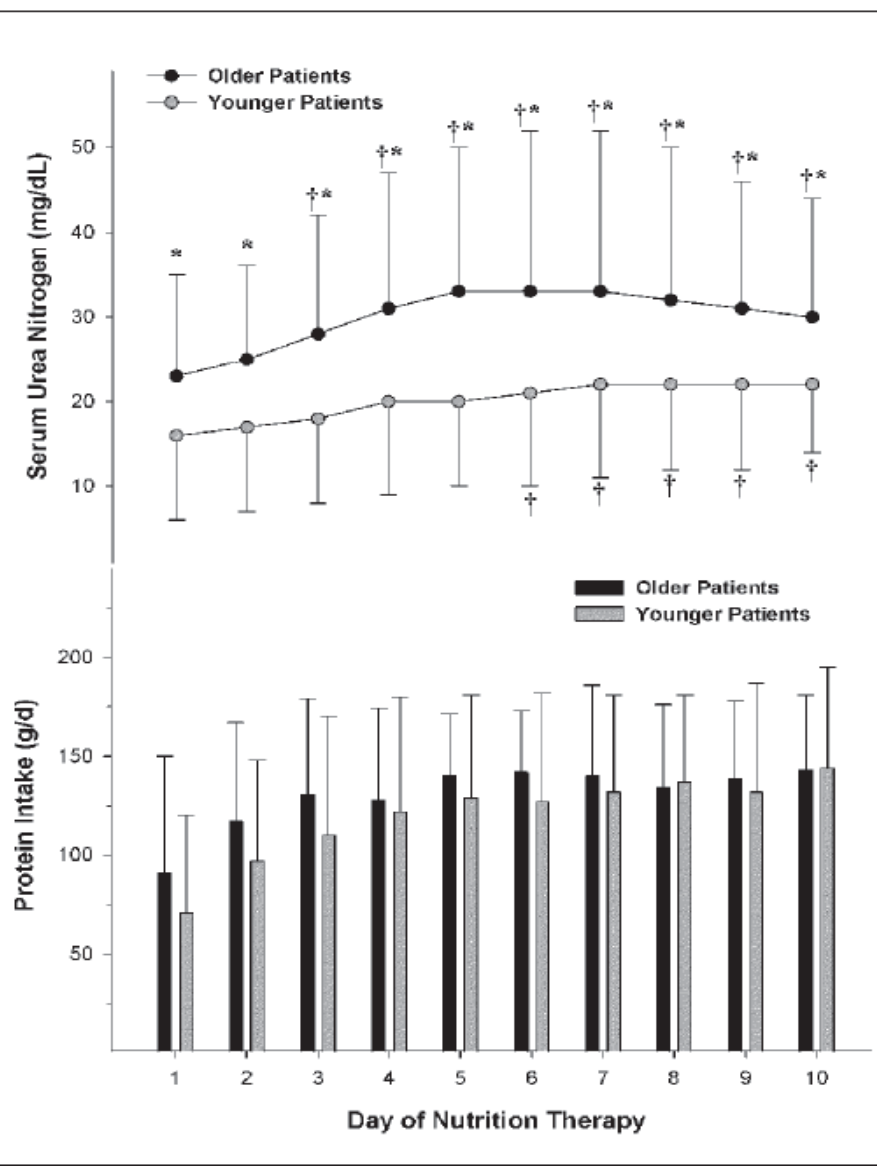 Older Patients
Younger Patients
Serum Urea Nitrogen (mg/dL)
50
40
30
20
10
* * †* †* †* †* †* †* †* †*
† † † † †
Older Patients
Younger Patients
Protein Intake (g/d)
200
150
100
50
1 2 3 4 5 6 7 8 9 10
Day of Nutrition Therapy